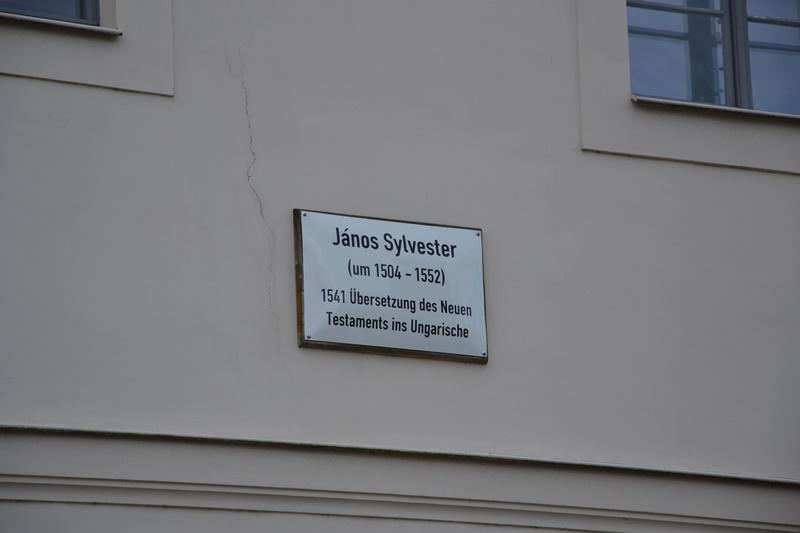 János Sylvester
(um 1504 - 1552)
1541 Übersetzung des Neuen
Testaments ins Ungarische